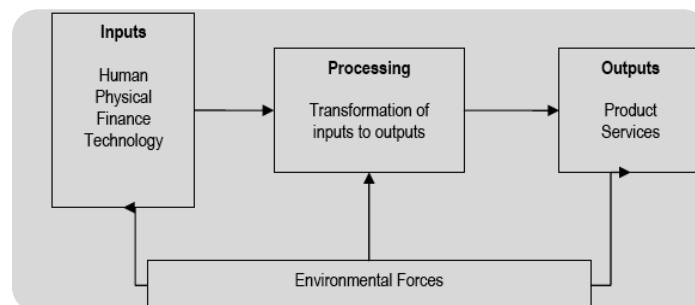 Inputs
Human
Physical
Finance
Technology
Processing
Transformation of
inputs to outputs
Outputs
Product
Services
Environmental Forces